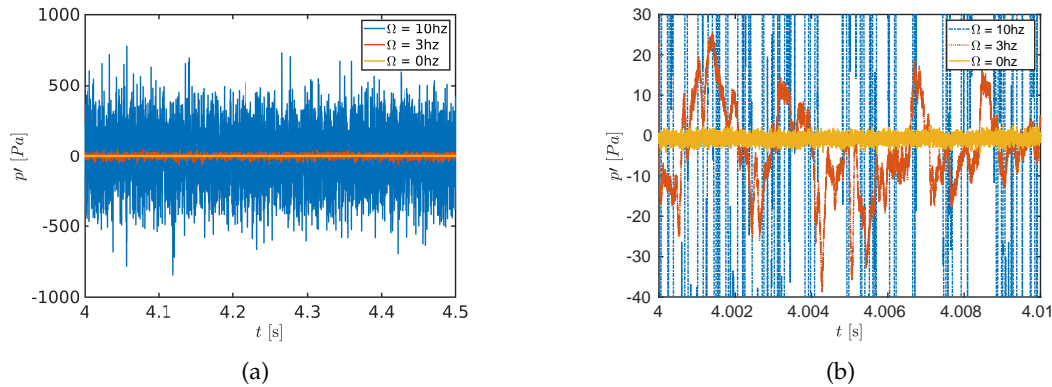 1000
500
0
-500
-1000
p′ [Pa]
4
4.1
4.2
4.3
4.4
4.5
t [s]
Ω = 10hz
Ω = 3hz
Ω = 0hz
(a)
30
20
10
0
-10
-20
-30
-40
p′ [Pa]
4
4.002
4.004
4.006
4.008
4.01
t [s]
Ω = 10hz
Ω = 3hz
Ω = 0hz
(b)